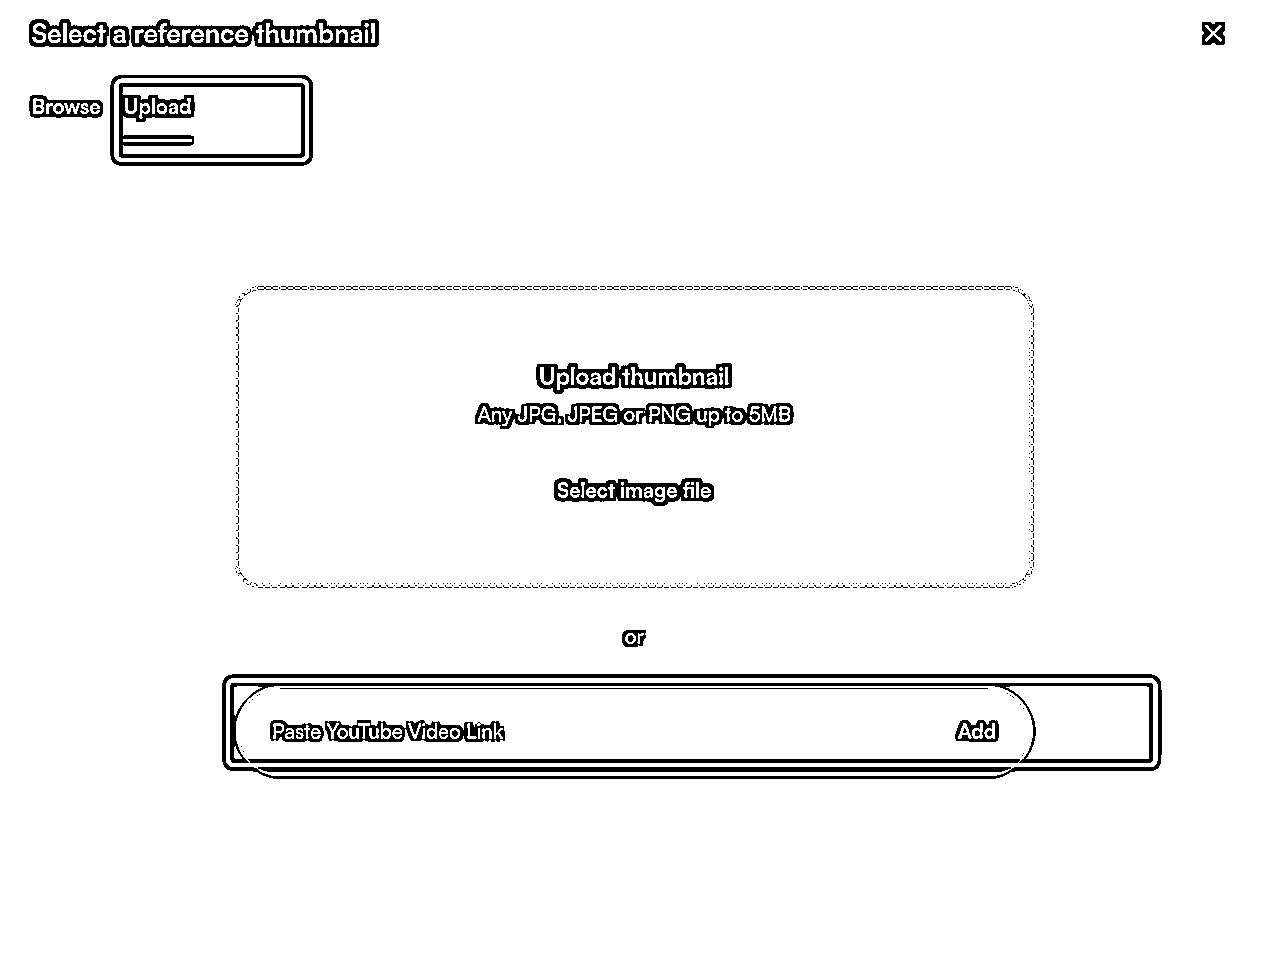 Select a reference thumbnail
Browse Upload
Upload thumbnail
Any JPG, JPEG or PNG up to 5MB
Select image file
or
Paste YouTube Video Link Add